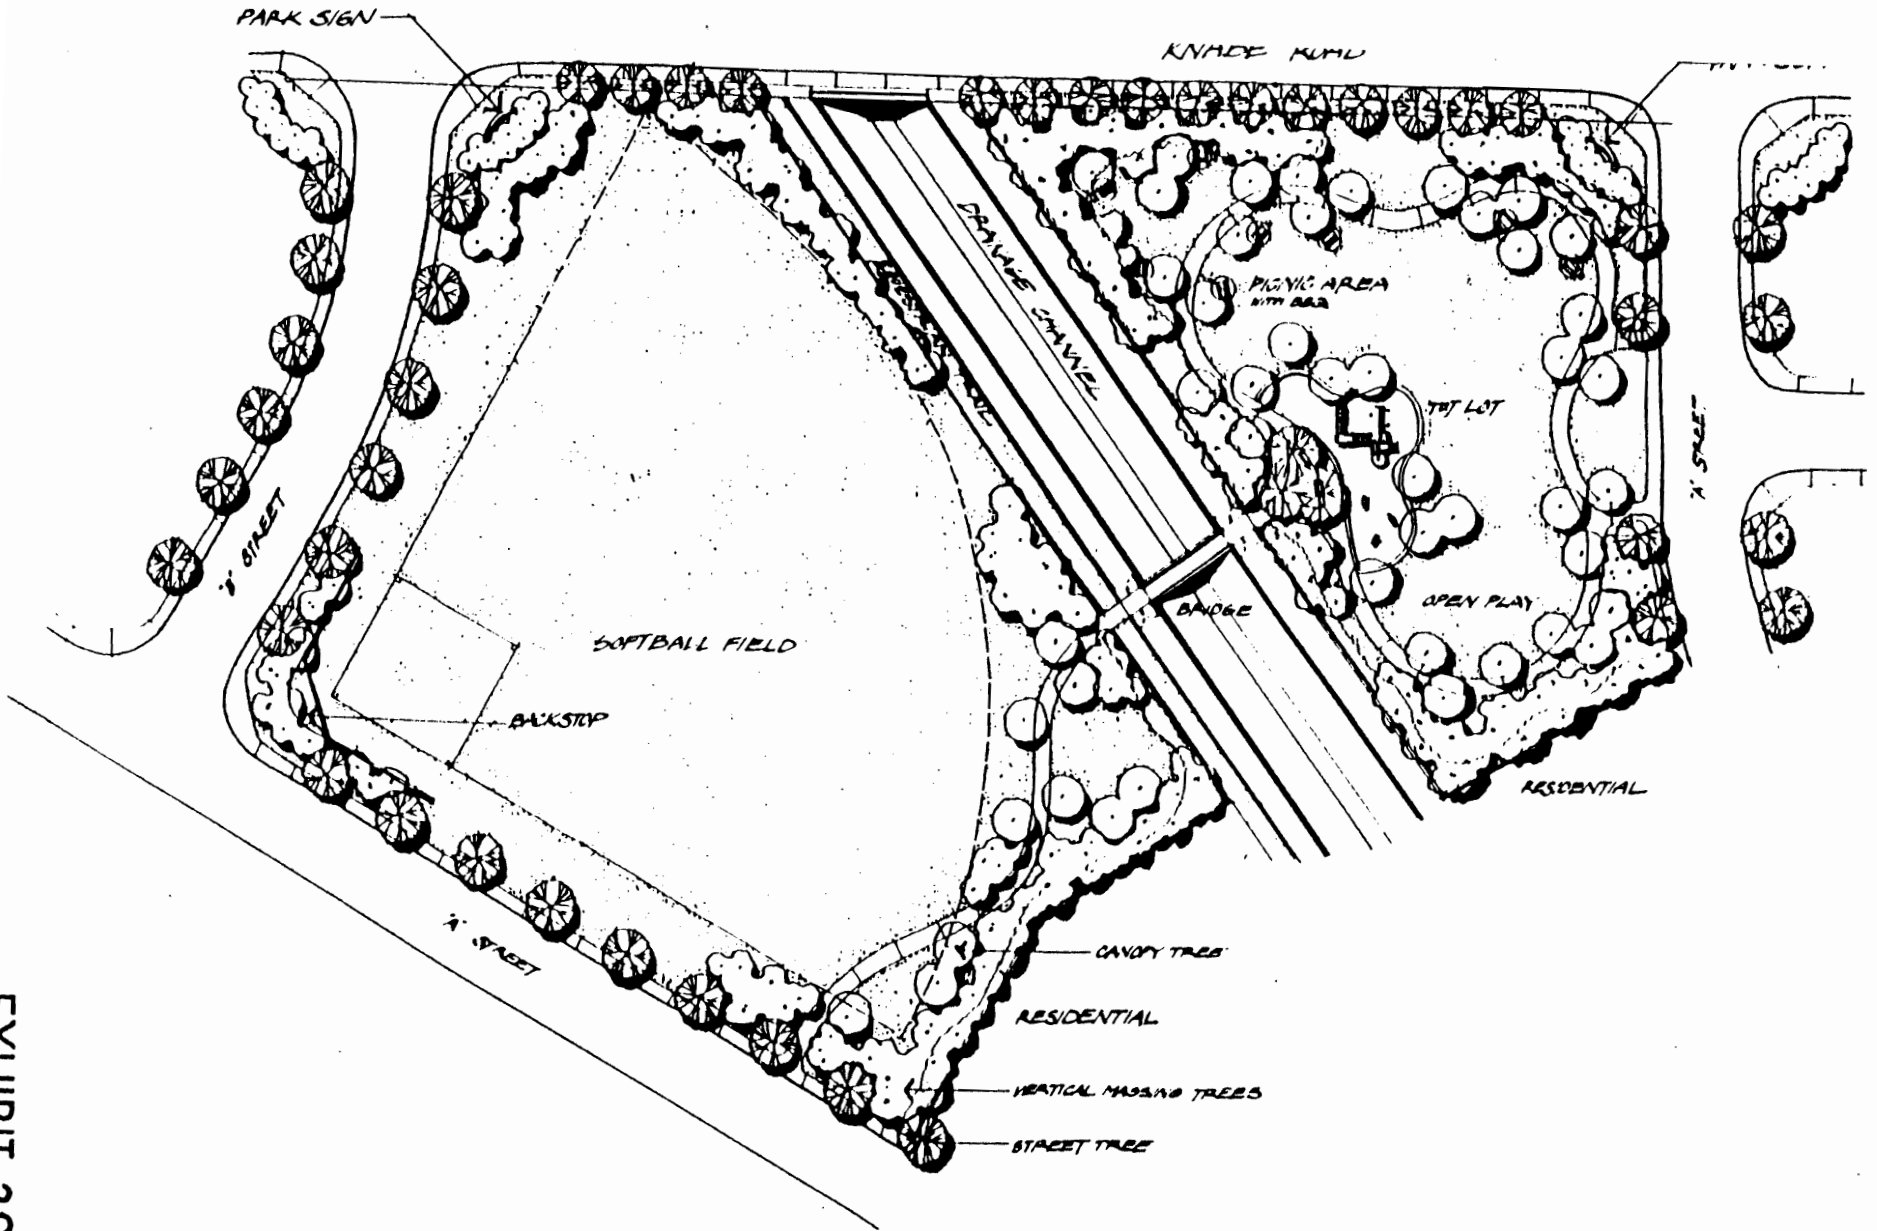 PARK SIGN
ROAD
DRAINAGE CHANNEL
PICNIC AREA
WITH BBQ
TOT LOT
'A' STREET
'B' STREET
OPEN PLAY
BRIDGE
SOFTBALL FIELD
BACKSTOP
RESIDENTIAL
'A' STREET
CANOPY TREE
RESIDENTIAL
VERTICAL MASSING TREES
STREET TREE
EXHIBIT